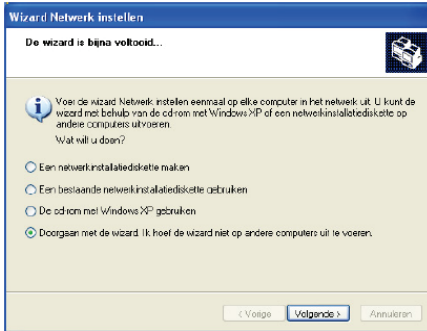 Wizard Netwerk instellen
De wizard is bijna voltooid...
Voer de wizard Netwerk instellen eenmaal op elke computer in het netwerk uit. U kunt de
wizard met behulp van de cd-rom met Windows XP of een netwerkinstallatiediskette op
andere computers uitvoeren.
Wat wilt u doen?
Een netwerkinstallatiediskette maken
Een bestaande netwerkinstallatiediskette gebruiken
De cd-rom met Windows XP gebruiken
Doorgaan met de wizard. Ik hoef de wizard niet op andere computers uit te voeren.
< Vorige Volgende > Annuleren